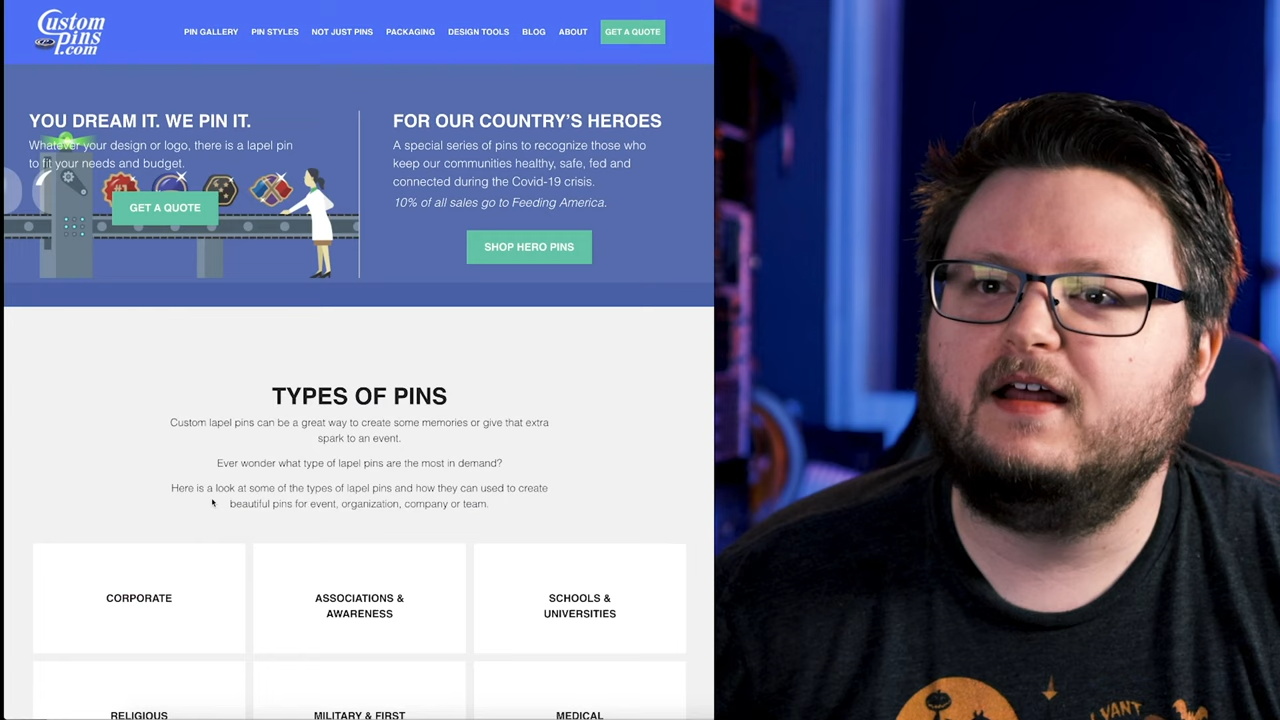 Custom
Pins
.com
PIN GALLERY PIN STYLES NOT JUST PINS PACKAGING DESIGN TOOLS BLOG ABOUT GET A QUOTE
YOU DREAM IT. WE PIN IT.
Whatever your design or logo, there is a lapel pin
to fit your needs and budget.
#1
GET A QUOTE
FOR OUR COUNTRY'S HEROES
A special series of pins to recognize those who
keep our communities healthy, safe, fed and
connected during the Covid-19 crisis.
10% of all sales go to Feeding America.
SHOP HERO PINS
TYPES OF PINS
Custom lapel pins can be a great way to create some memories or give that extra
spark to an event.
Ever wonder what type of lapel pins are the most in demand?
Here is a look at some of the types of lapel pins and how they can used to create
beautiful pins for event, organization, company or team.
CORPORATE
ASSOCIATIONS &
AWARENESS
SCHOOLS &
UNIVERSITIES
RELIGIOUS
MILITARY & FIRST
MEDICAL
VANT